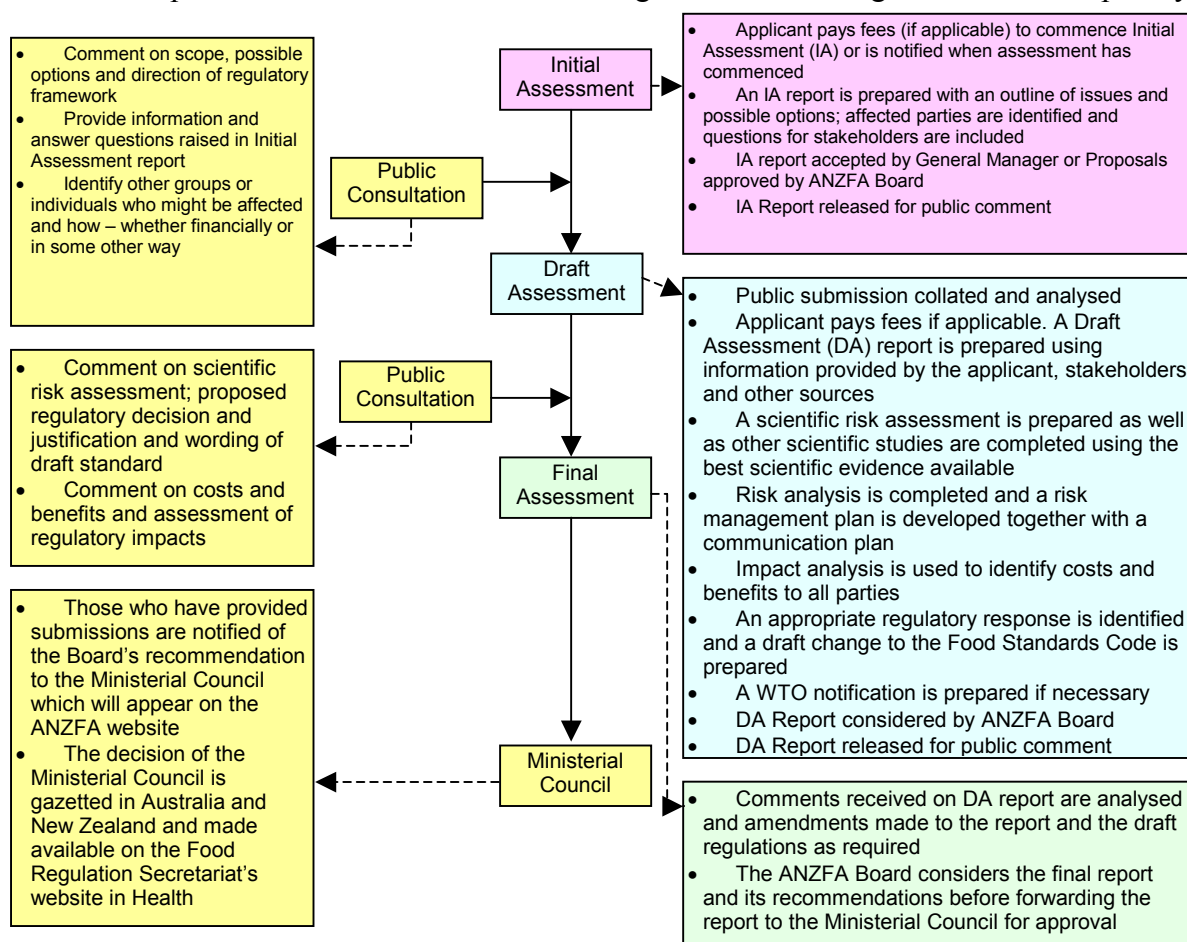 • Comment on scope, possible
options and direction of regulatory
framework
• Provide information and
answer questions raised in Initial
Assessment report
• Identify other groups or
individuals who might be affected
and how – whether financially or
in some other way
Initial
Assessment
• Applicant pays fees (if applicable) to commence Initial
Assessment (IA) or is notified when assessment has
commenced
• An IA report is prepared with an outline of issues and
possible options; affected parties are identified and
questions for stakeholders are included
• IA report accepted by General Manager or Proposals
approved by ANZFA Board
• IA Report released for public comment
Public
Consultation
Draft
Assessment
• Public submission collated and analysed
• Applicant pays fees if applicable. A Draft
Assessment (DA) report is prepared using
information provided by the applicant, stakeholders
and other sources
• A scientific risk assessment is prepared as well
as other scientific studies are completed using the
best scientific evidence available
• Risk analysis is completed and a risk
management plan is developed together with a
communication plan
• Impact analysis is used to identify costs and
benefits to all parties
• An appropriate regulatory response is identified
and a draft change to the Food Standards Code is
prepared
• A WTO notification is prepared if necessary
• DA Report considered by ANZFA Board
• DA Report released for public comment
• Comment on scientific
risk assessment; proposed
regulatory decision and
justification and wording of
draft standard
• Comment on costs and
benefits and assessment of
regulatory impacts
Public
Consultation
Final
Assessment
• Those who have provided
submissions are notified of
the Board's recommendation
to the Ministerial Council
which will appear on the
ANZFA website
• The decision of the
Ministerial Council is
gazetted in Australia and
New Zealand and made
available on the Food
Regulation Secretariat's
website in Health
Ministerial
Council
• Comments received on DA report are analysed
and amendments made to the report and the draft
regulations as required
• The ANZFA Board considers the final report
and its recommendations before forwarding the
report to the Ministerial Council for approval